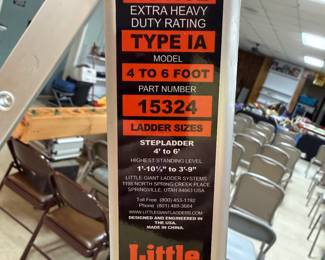 EXTRA HEAVY
DUTY RATING
TYPE IA
MODEL
4 TO 6 FOOT
PART NUMBER
15324
LADDER SIZES
STEPLADDER
4' to 6'
HIGHEST STANDING LEVEL
1'-10½" to 3'-9"
LITTLE GIANT LADDER SYSTEMS
1198 NORTH SPRING CREEK PLACE
SPRINGVILLE, UTAH 84663 USA
Toll Free (800) 453-1192
Phone (801) 489-3684
WWW.LITTLEGIANTLADDERS.COM
DESIGNED AND ENGINEERED IN
THE USA.
MADE IN CHINA.
Little